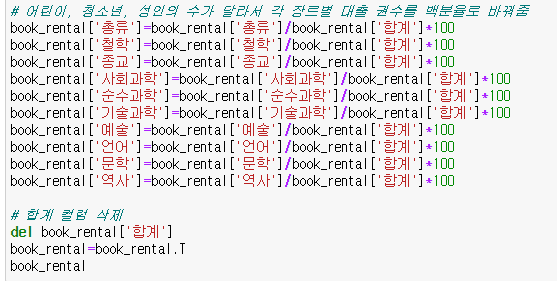 # 어린이, 청소년, 성인의 수가 달라서 각 장르별 대출 권수를 백분율로 바꿔줌
book_rental['총류']=book_rental['총류']/book_rental['합계']*100
book_rental['철학']=book_rental['철학']/book_rental['합계']*100
book_rental['종교']=book_rental['종교']/book_rental['합계']*100
book_rental['사회과학']=book_rental['사회과학']/book_rental['합계']*100
book_rental['순수과학']=book_rental['순수과학']/book_rental['합계']*100
book_rental['기술과학']=book_rental['기술과학']/book_rental['합계']*100
book_rental['예술']=book_rental['예술']/book_rental['합계']*100
book_rental['언어']=book_rental['언어']/book_rental['합계']*100
book_rental['문학']=book_rental['문학']/book_rental['합계']*100
book_rental['역사']=book_rental['역사']/book_rental['합계']*100
# 합계 컬럼 삭제
del book_rental['합계']
book_rental=book_rental.T
book_rental